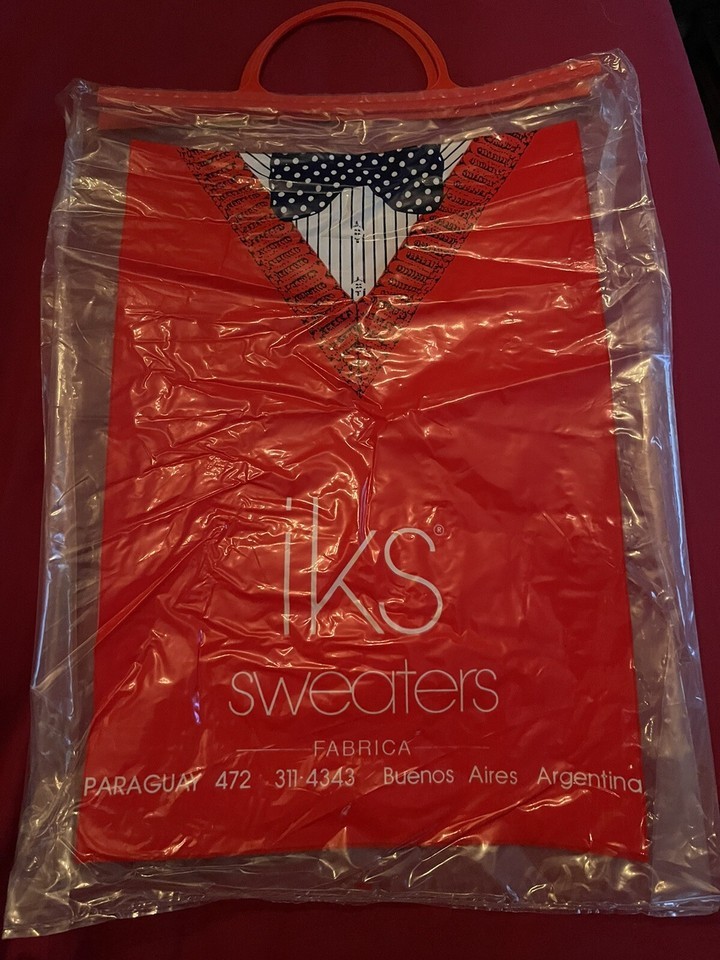 iks®
sweaters
FABRICA
PARAGUAY 472 311-4343 Buenos Aires Argentina